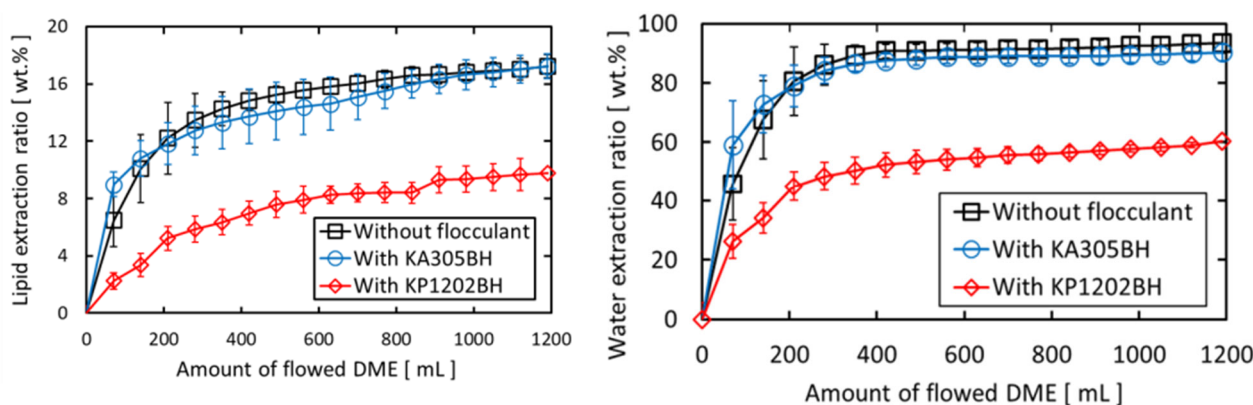 20
16
12
8
4
0
Lipid extraction ratio [ wt.% ]
Without flocculant
With KA305BH
With KP1202BH
0 200 400 600 800 1000 1200
Amount of flowed DME [ mL ]
100
80
60
40
20
0
Water extraction ratio [ wt.% ]
Without flocculant
With KA305BH
With KP1202BH
0 200 400 600 800 1000 1200
Amount of flowed DME [ mL ]